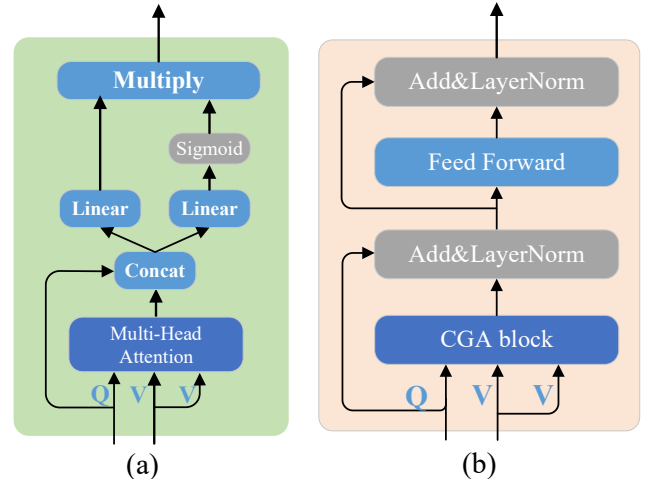 Multiply
Sigmoid
Linear
Linear
Concat
Multi-Head
Attention
Q
V
V
(a)
Add&LayerNorm
Feed Forward
Add&LayerNorm
CGA block
Q
V
V
(b)